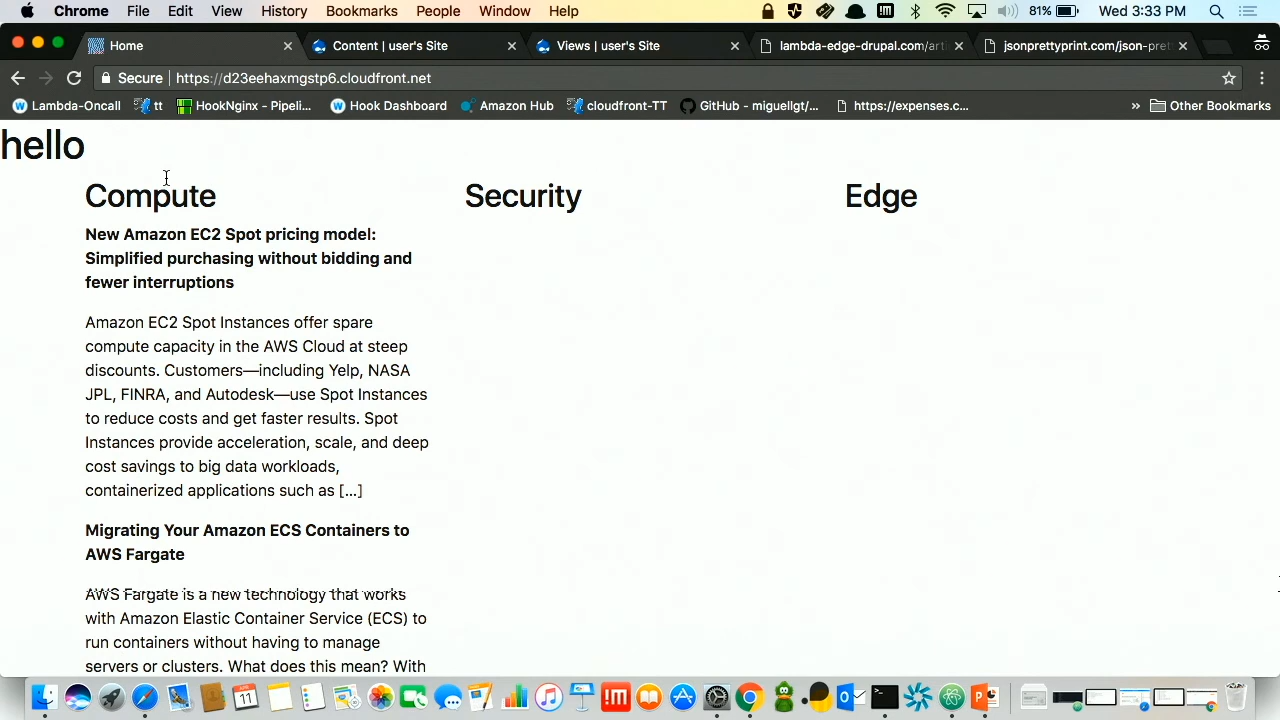 Chrome File Edit View History Bookmarks People Window Help 81% Wed 3:33 PM
Home Content | user's Site Views | user's Site lambda-edge-drupal.com/arti jsonprettyprint.com/json-pret
Secure https://d23eehaxmgstp6.cloudfront.net
Lambda-Oncall tt HookNginx - Pipeli... Hook Dashboard Amazon Hub cloudfront-TT GitHub - miguellgt/... https://expenses.c... » Other Bookmarks
hello
Compute Security Edge
New Amazon EC2 Spot pricing model:
Simplified purchasing without bidding and
fewer interruptions
Amazon EC2 Spot Instances offer spare
compute capacity in the AWS Cloud at steep
discounts. Customers—including Yelp, NASA
JPL, FINRA, and Autodesk—use Spot Instances
to reduce costs and get faster results. Spot
Instances provide acceleration, scale, and deep
cost savings to big data workloads,
containerized applications such as [...]
Migrating Your Amazon ECS Containers to
AWS Fargate
AWS Fargate is a new technology that works
with Amazon Elastic Container Service (ECS) to
run containers without having to manage
servers or clusters. What does this mean? With